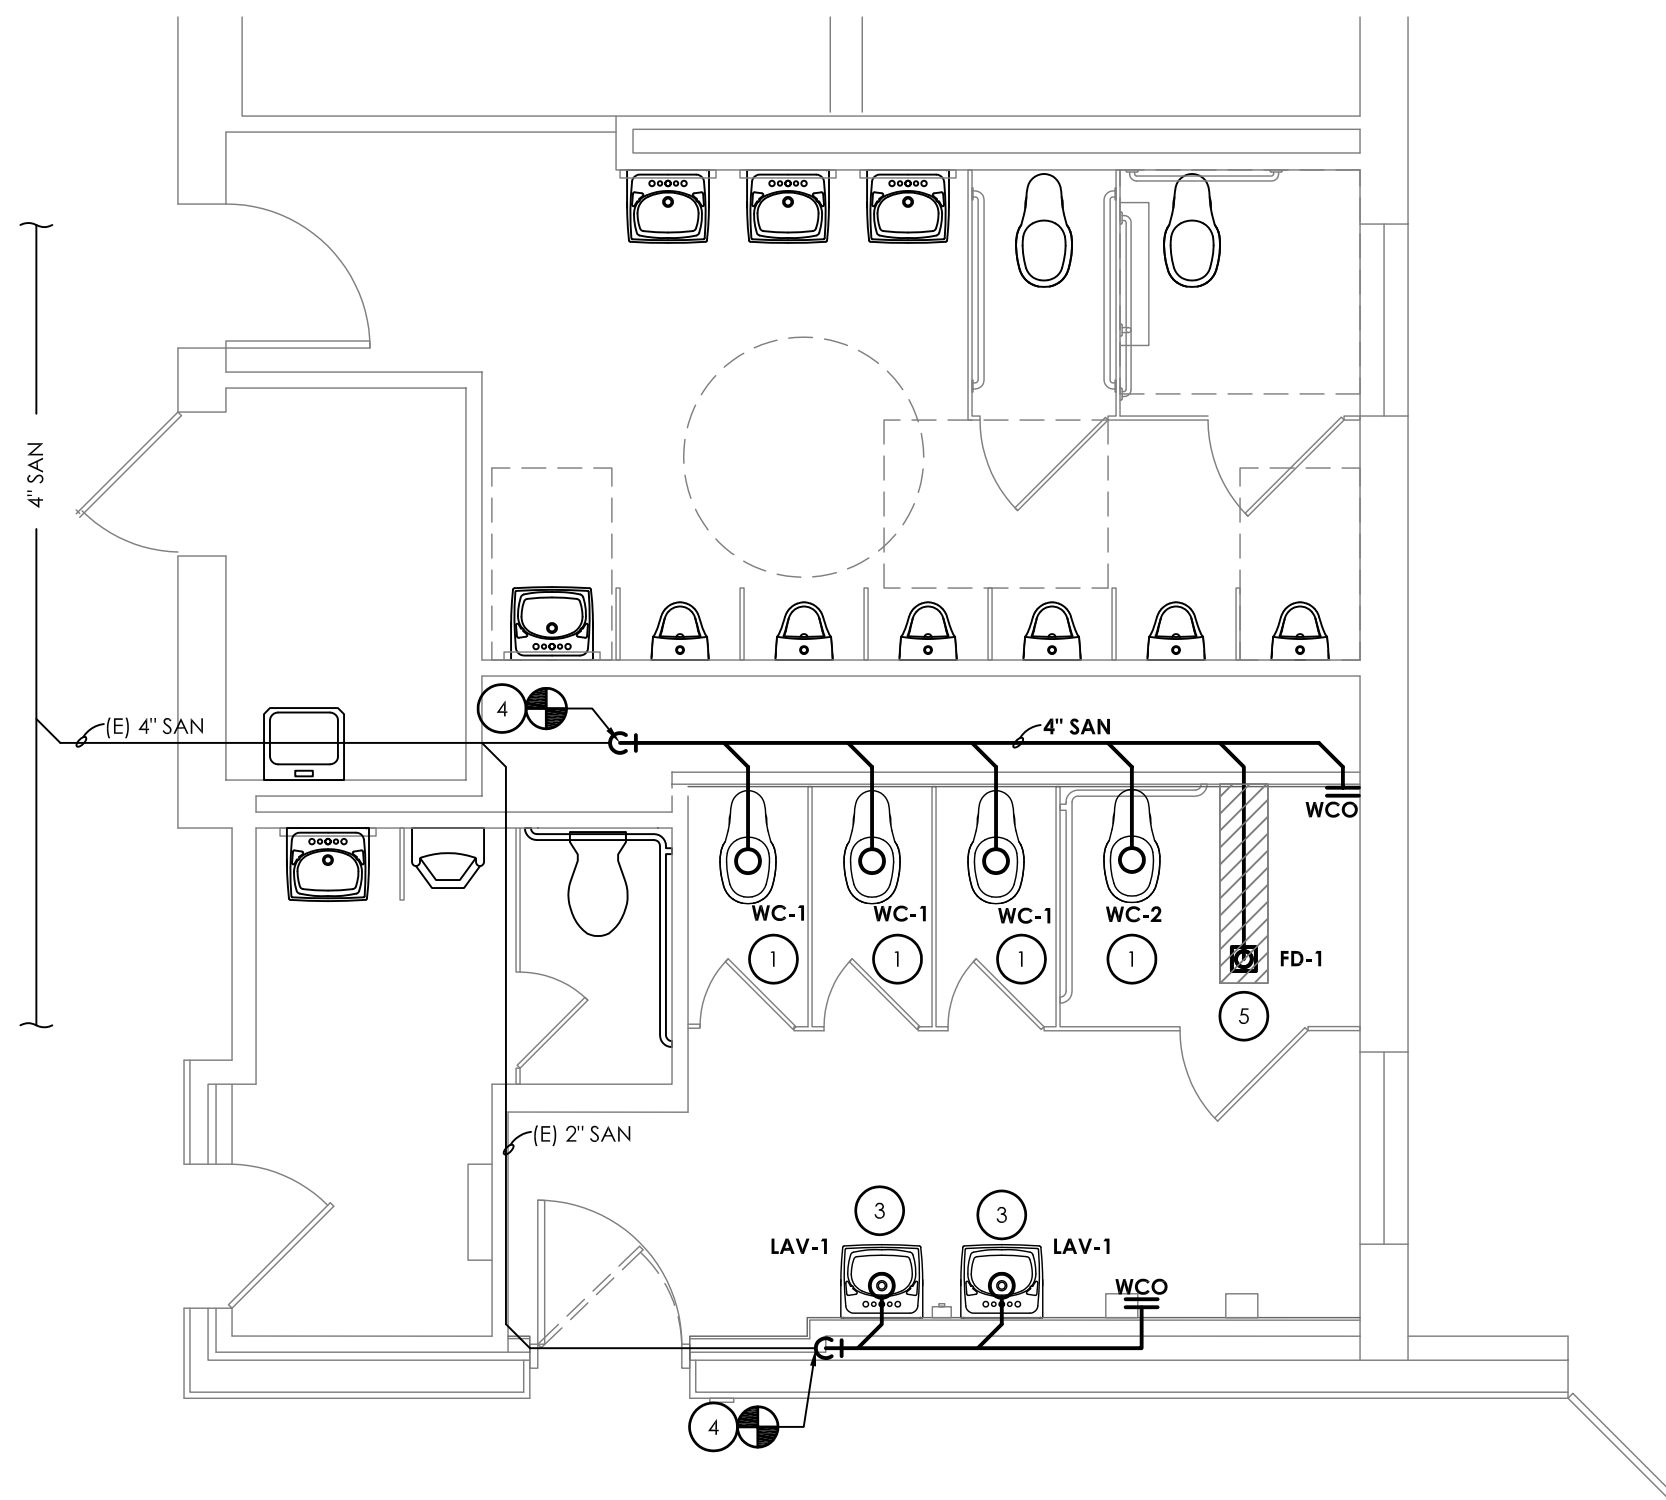 4" SAN
4
(E) 4" SAN
4" SAN
WCO
WC-1
WC-1
WC-1
WC-2
1
1
1
1
FD-1
5
(E) 2" SAN
3
3
LAV-1
LAV-1
WCO
4